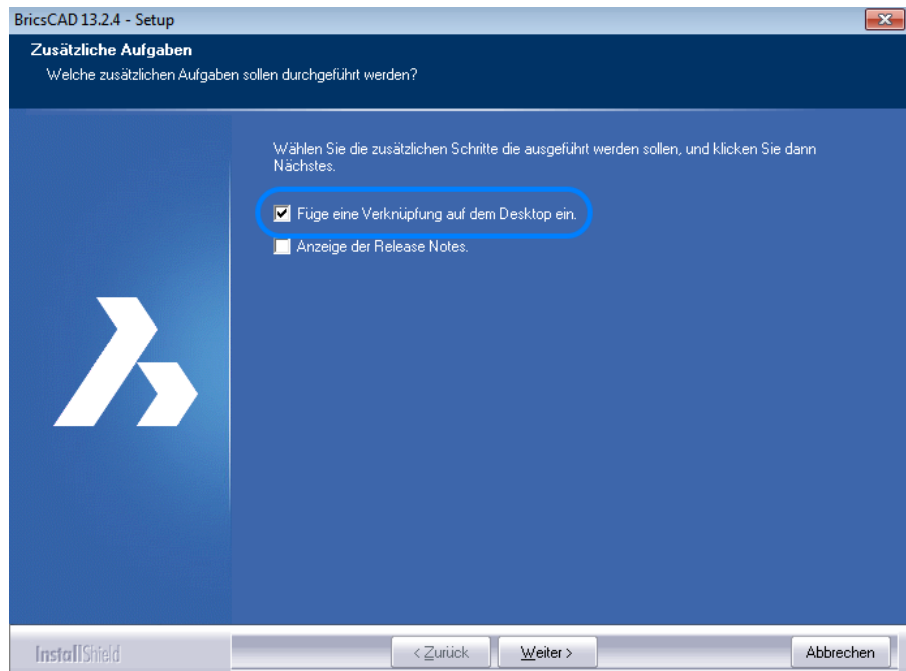 BricsCAD 13.2.4 - Setup
Zusätzliche Aufgaben
Welche zusätzlichen Aufgaben sollen durchgeführt werden?
Wählen Sie die zusätzlichen Schritte die ausgeführt werden sollen, und klicken Sie dann
Nächstes.
Füge eine Verknüpfung auf dem Desktop ein.
Anzeige der Release Notes.
InstallShield
< Zurück
Weiter >
Abbrechen